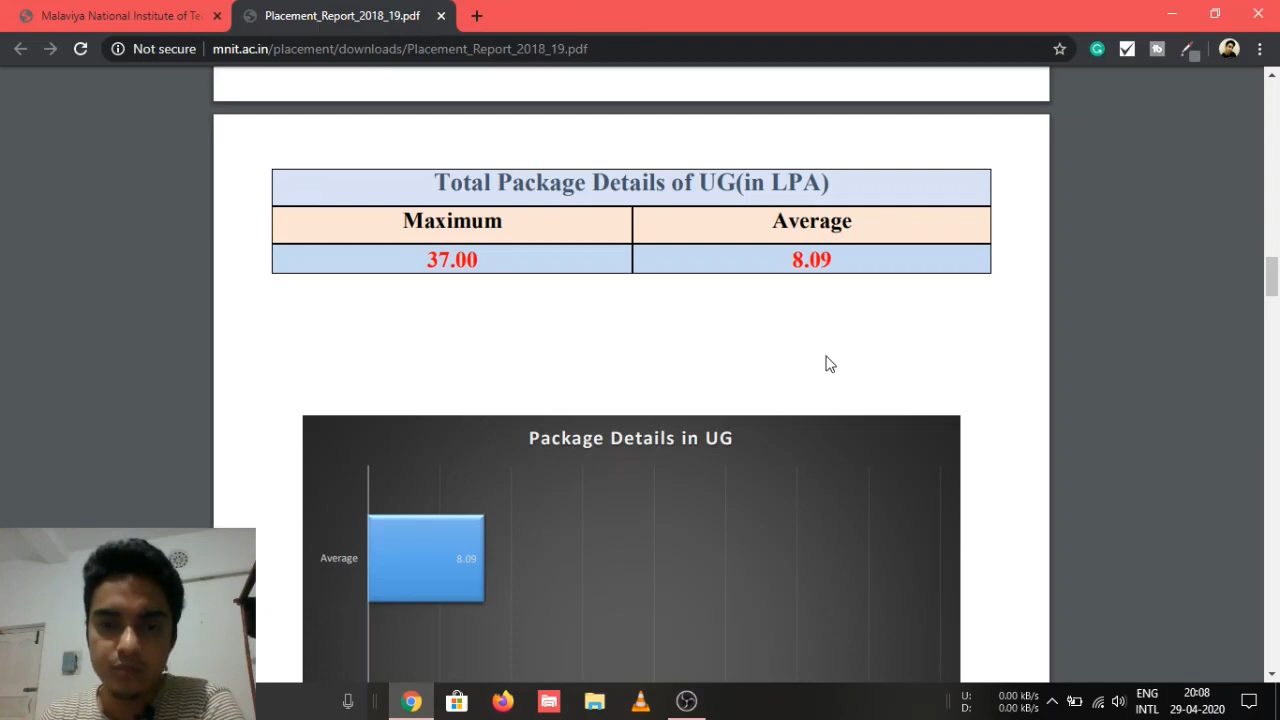 Malaviya National Institute of Te
Placement_Report_2018_19.pdf
Not secure
mnit.ac.in/placement/downloads/Placement_Report_2018_19.pdf
Total Package Details of UG(in LPA)
Maximum
Average
37.00
8.09
Package Details in UG
Average
8.09
U: 0.00 kB/s
D: 0.00 kB/s
ENG
INTL
20:08
29-04-2020